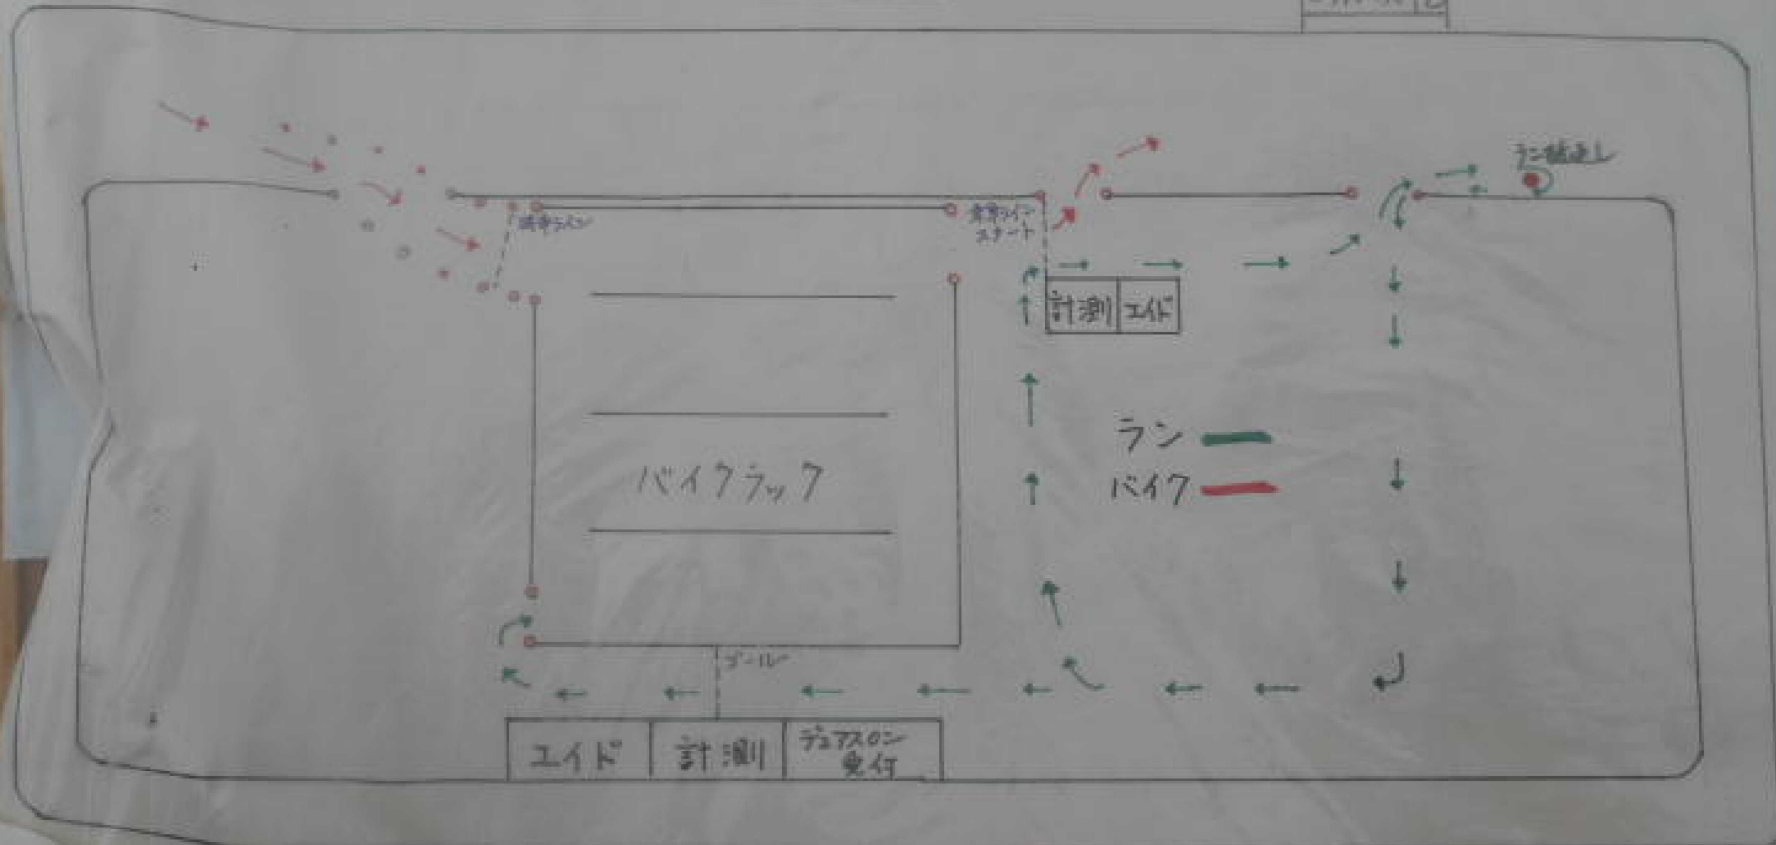 ラン折返し
降車ライン
乗車ライン
スタート
計測
エイド
ラン
バイク
バイクラック
ゴール
エイド
計測
デュアスロン
受付